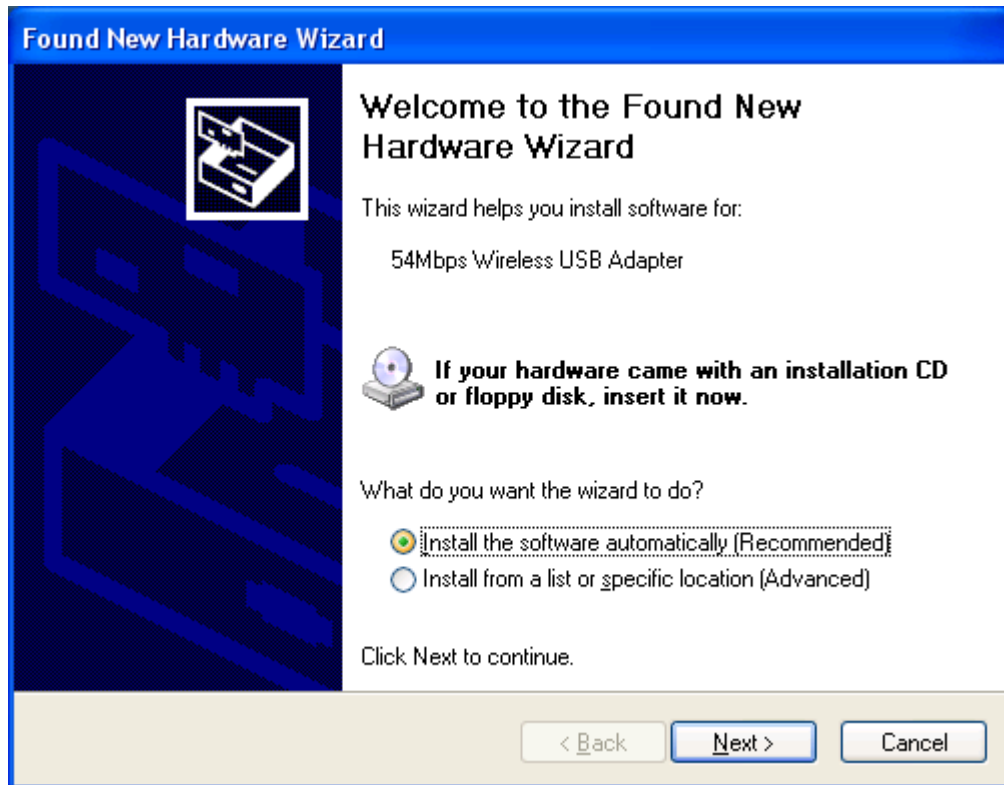 Found New Hardware Wizard
Welcome to the Found New
Hardware Wizard
This wizard helps you install software for:
54Mbps Wireless USB Adapter
If your hardware came with an installation CD
or floppy disk, insert it now.
What do you want the wizard to do?
Install the software automatically (Recommended)
Install from a list or specific location (Advanced)
Click Next to continue.
< Back Next > Cancel